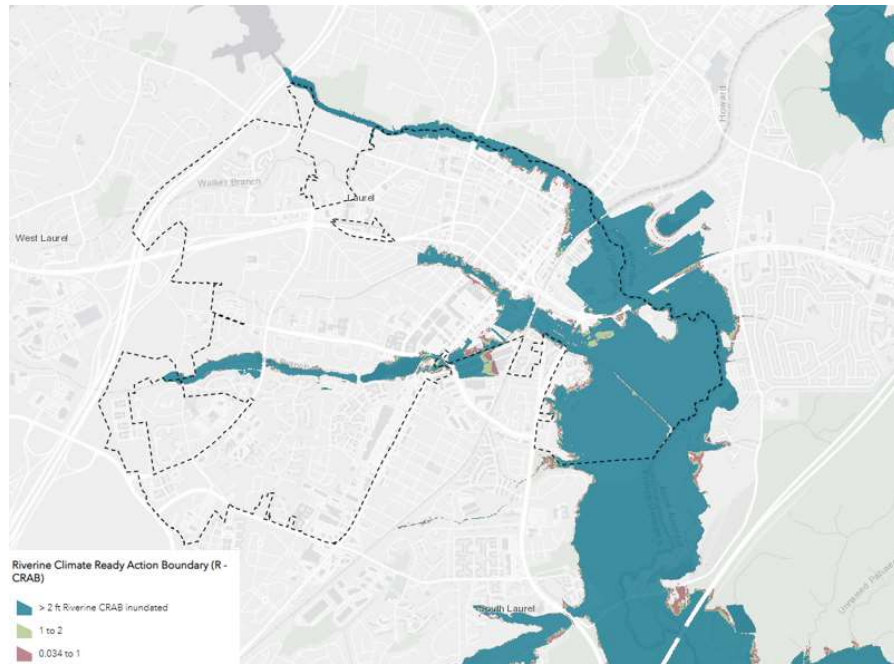 Howard
Walker Branch
Laurel
West Laurel
South Laurel
Riverine Climate Ready Action Boundary (R -
CRAB)
> 2 ft Riverine CRAB inundated
1 to 2
0.034 to 1